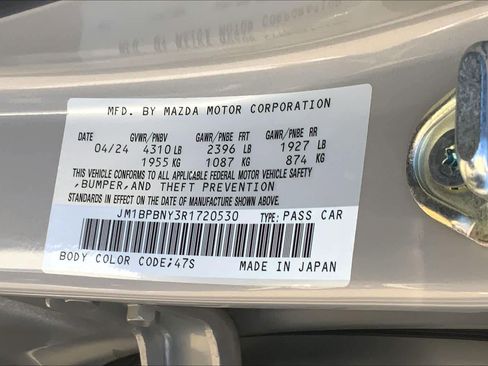 MFD. BY MAZDA MOTOR CORPORATION
DATE GVWR/PNBV GAWR/PNBE FRT GAWR/PNBE RR
04/24 4310 LB 2396 LB 1927 LB
1955 KG 1087 KG 874 KG
THIS VEHICLE CONFORMS TO ALL APPLICABLE FEDERAL MOTOR VEHICLE SAFETY
,BUMPER,AND THEFT PREVENTION
STANDARDS IN EFFECT ON THE DATE OF MANUFACTURE SHOWN ABOVE.
JM1BPBNY3R1720530 TYPE: PASS CAR
BODY COLOR CODE;47S MADE IN JAPAN